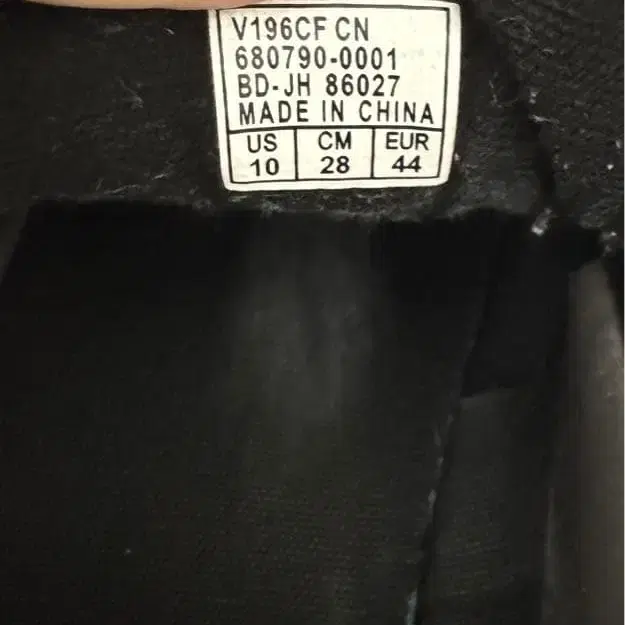 V196CF CN
680790-0001
BD-JH 86027
MADE IN CHINA
US CM EUR
10 28 44